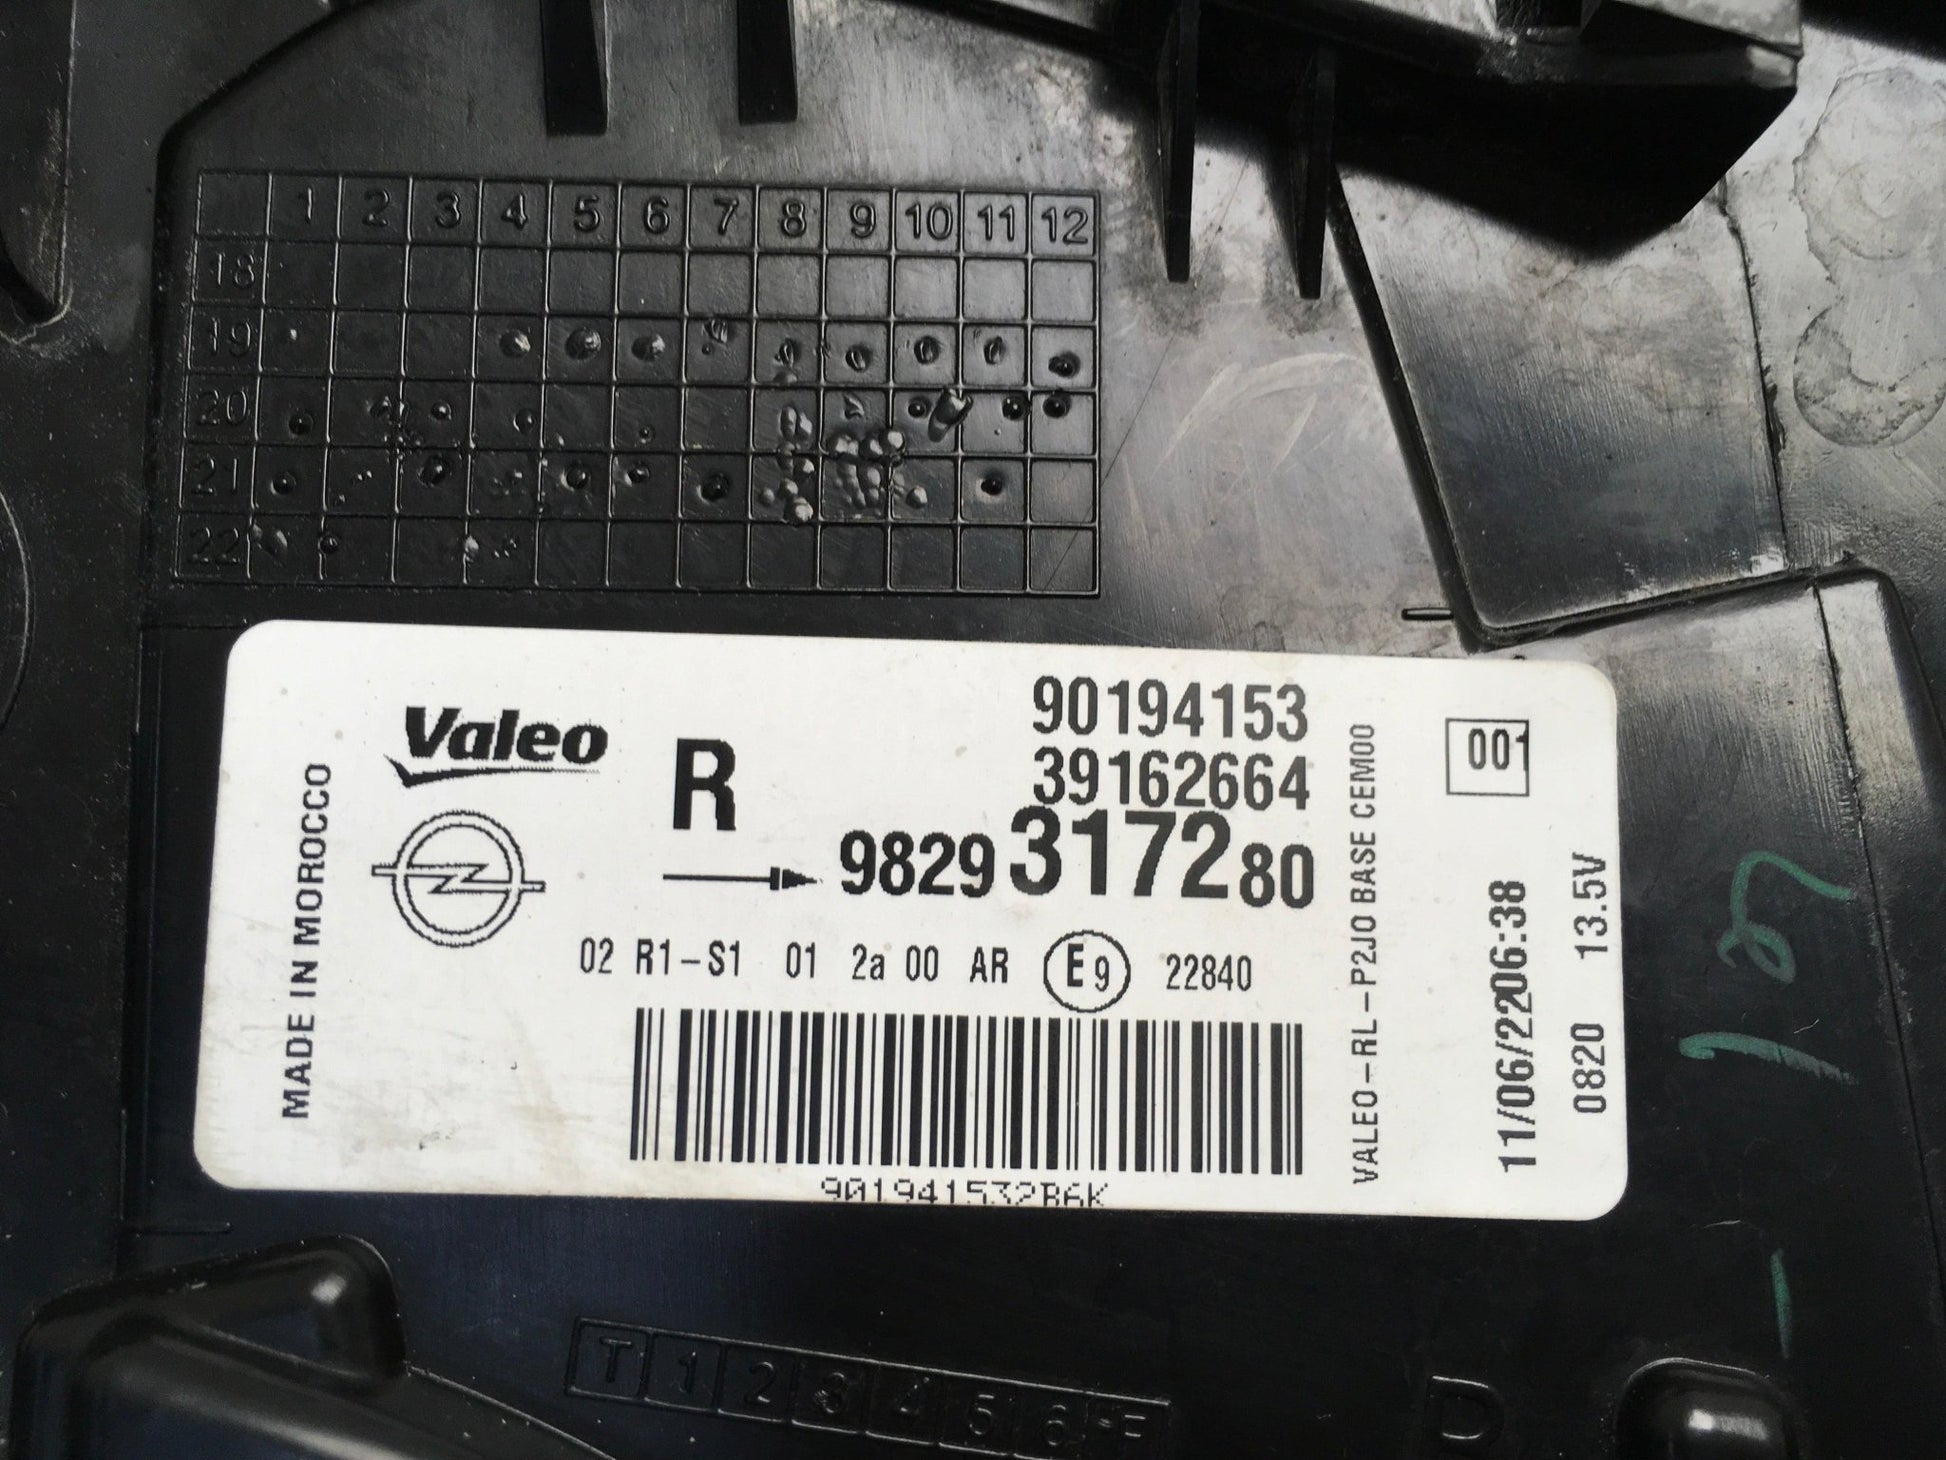 1 2 3 4 5 6 7 8 9 10 11 12
18
19
20
21
22
Valeo
R
90194153
39162664
9829317280
02 R1-S1 01 2a 00 AR E9 22840
901941532B6K
MADE IN MOROCCO
VALEO-RL-P2JO BASE CEM00
001
11/06/2206:38
0820 13.5V
T 1 2 3 4 5 6